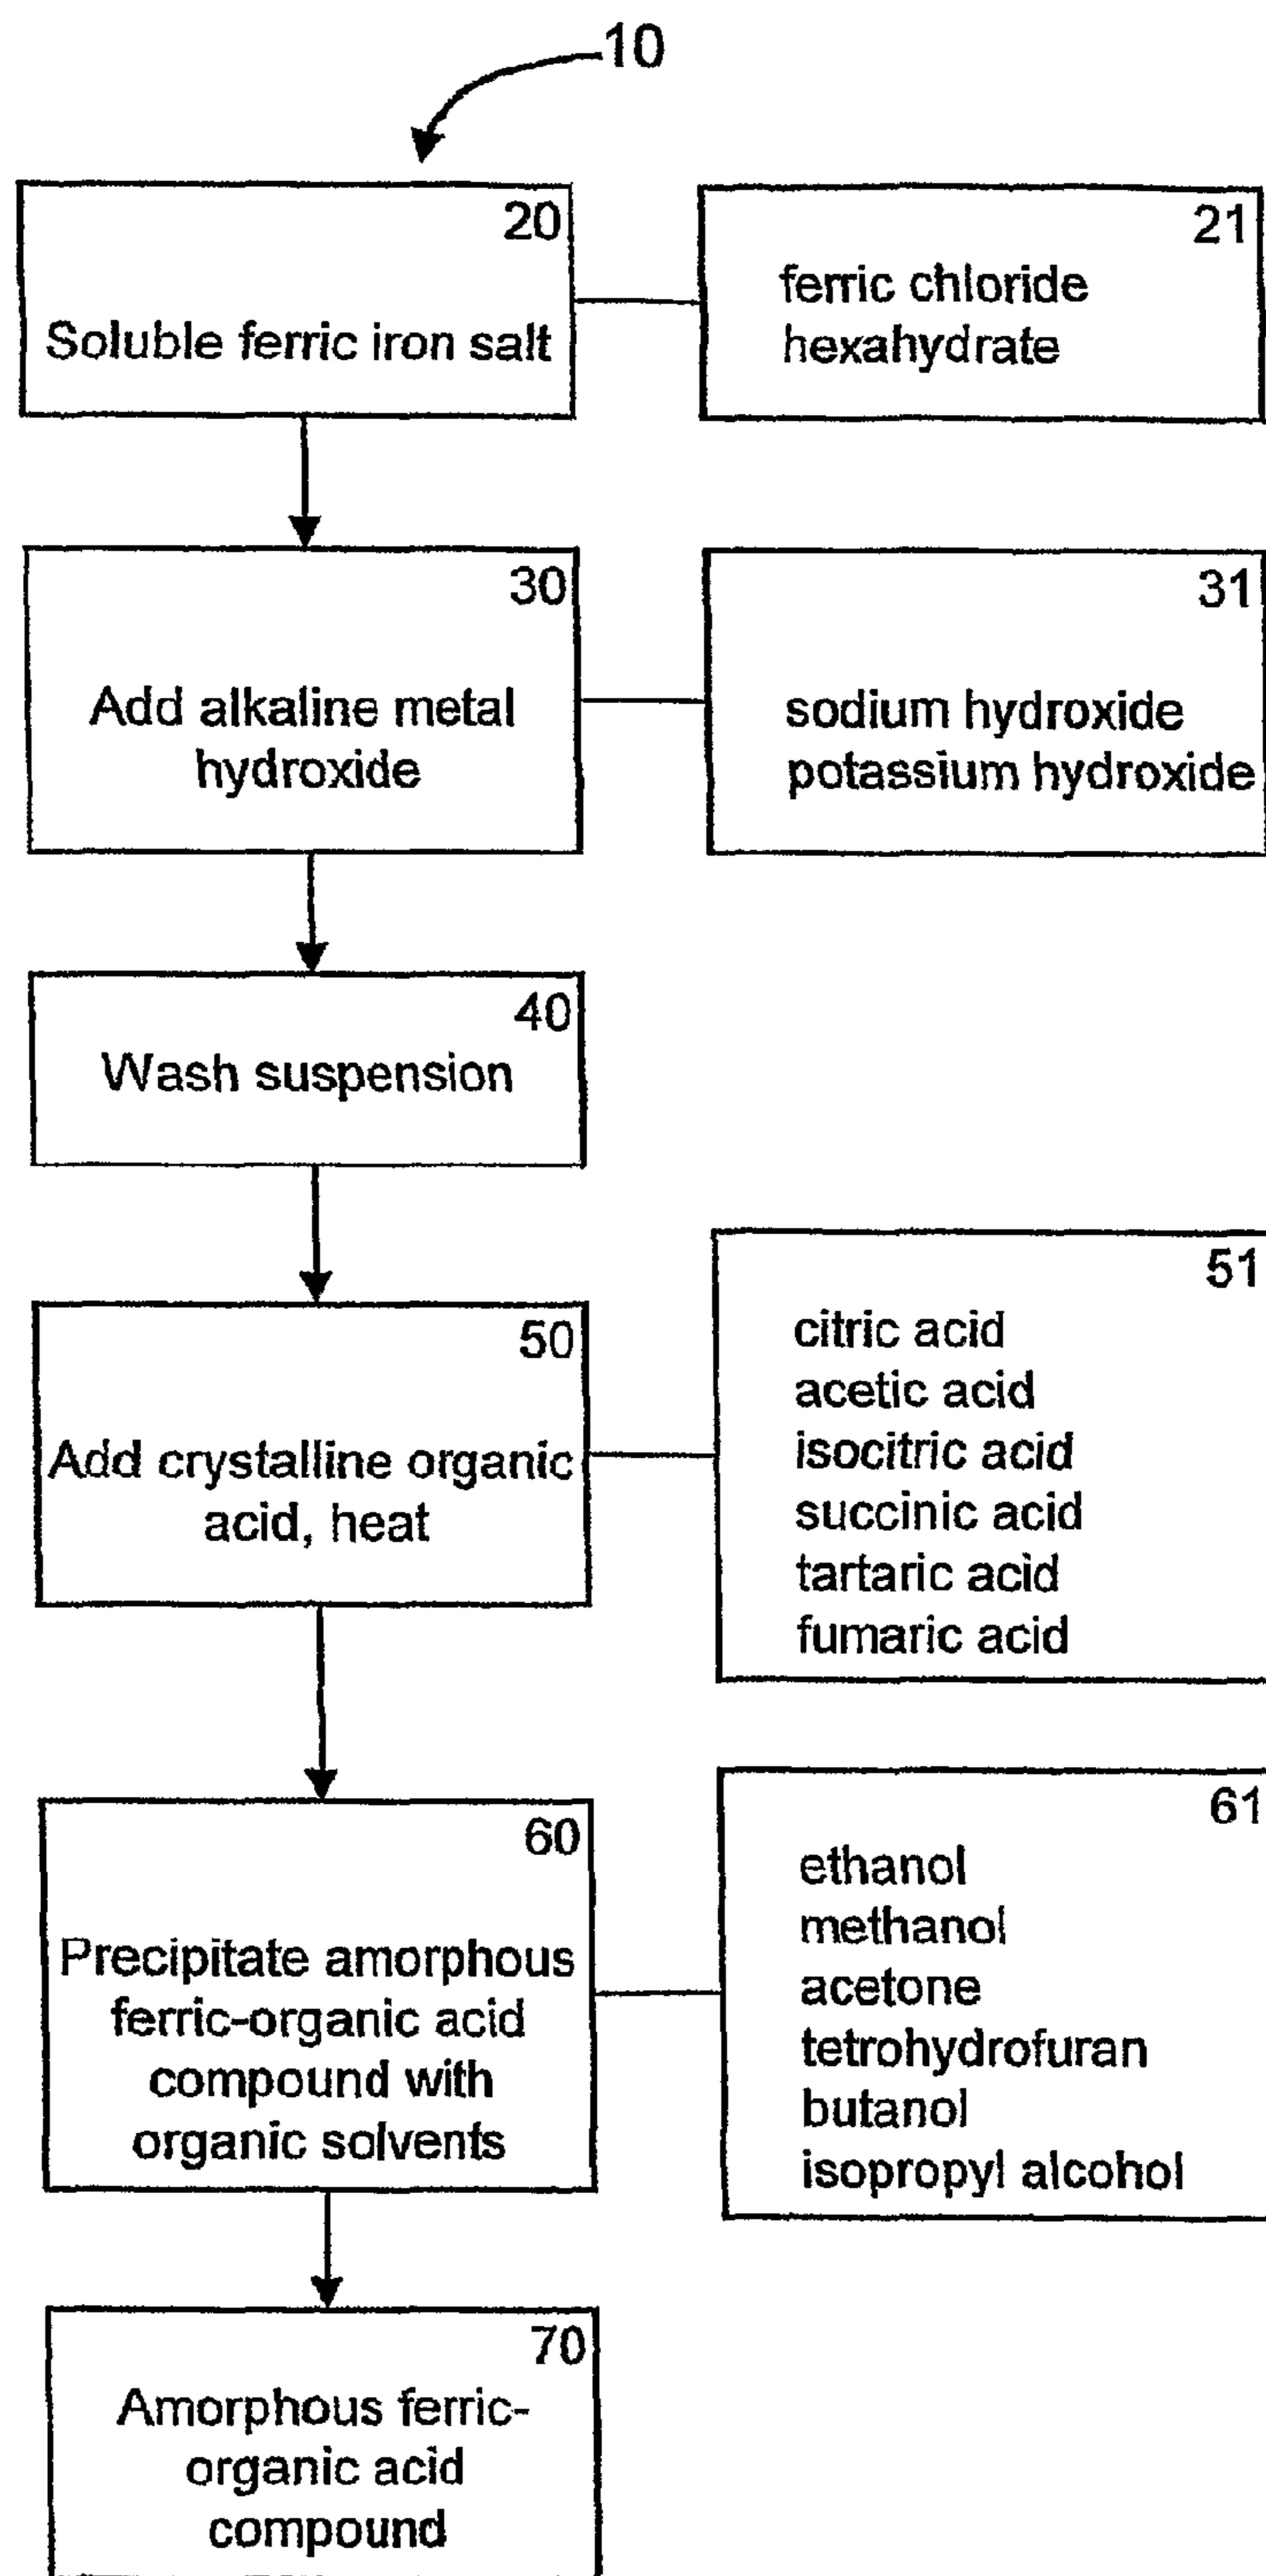 10
20
Soluble ferric iron salt
21
ferric chloride
hexahydrate
30
Add alkaline metal
hydroxide
31
sodium hydroxide
potassium hydroxide
40
Wash suspension
50
Add crystalline organic
acid, heat
51
citric acid
acetic acid
isocitric acid
succinic acid
tartaric acid
fumaric acid
60
Precipitate amorphous
ferric-organic acid
compound with
organic solvents
61
ethanol
methanol
acetone
tetrohydrofuran
butanol
isopropyl alcohol
70
Amorphous ferric-
organic acid
compound